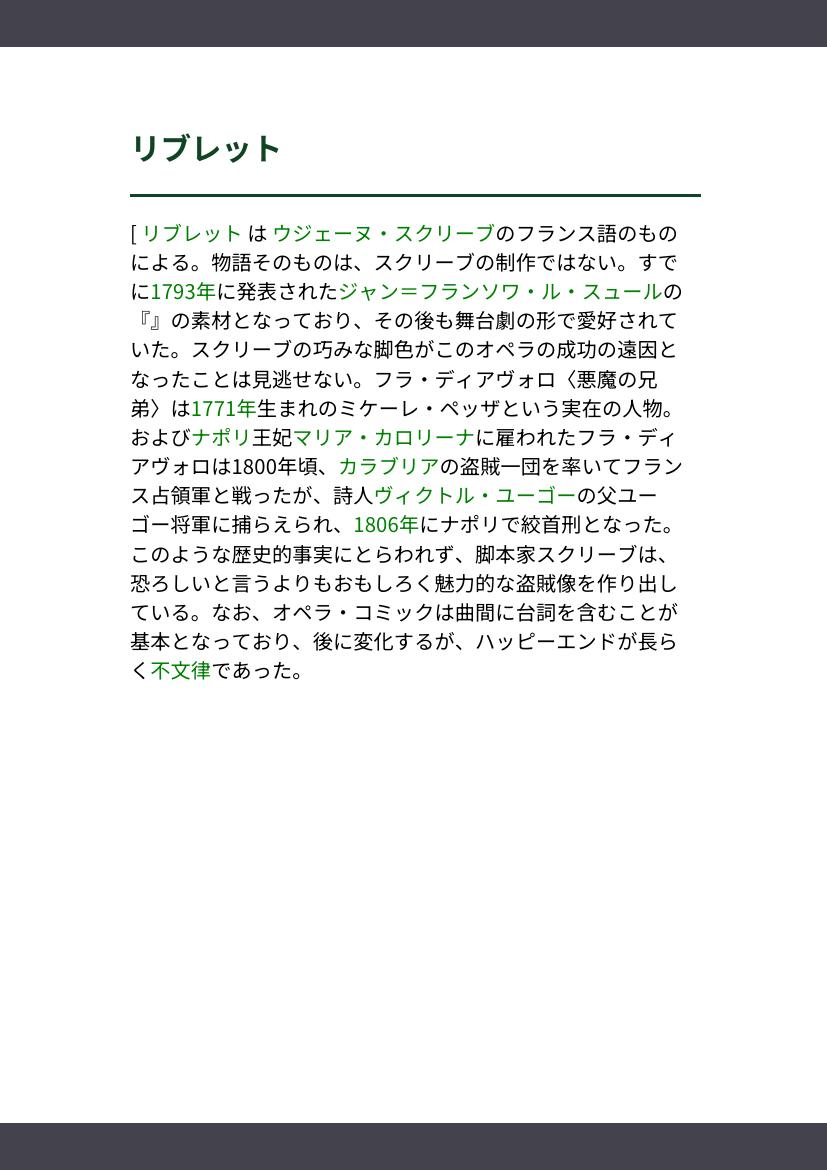 リブレット
[ リブレット は ウジェーヌ・スクリーブのフランス語のもの
による。物語そのものは、スクリーブの制作ではない。すで
に1793年に発表されたジャン＝フランソワ・ル・スュールの
『』の素材となっており、その後も舞台劇の形で愛好されて
いた。スクリーブの巧みな脚色がこのオペラの成功の遠因と
なったことは見逃せない。フラ・ディアヴォロ〈悪魔の兄
弟〉は1771年生まれのミケーレ・ペッザという実在の人物。
およびナポリ王妃マリア・カロリーナに雇われたフラ・ディ
アヴォロは1800年頃、カラブリアの盗賊一団を率いてフラン
ス占領軍と戦ったが、詩人ヴィクトル・ユーゴーの父ユー
ゴー将軍に捕らえられ、1806年にナポリで絞首刑となった。
このような歴史的事実にとらわれず、脚本家スクリーブは、
恐ろしいと言うよりもおもしろく魅力的な盗賊像を作り出し
ている。なお、オペラ・コミックは曲間に台詞を含むことが
基本となっており、後に変化するが、ハッピーエンドが長ら
く不文律であった。